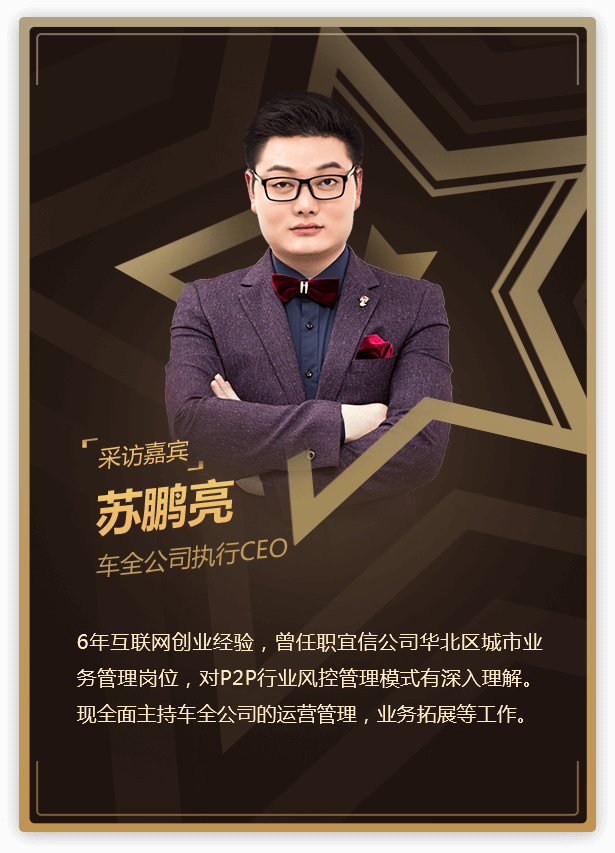 采访嘉宾
苏鹏亮
车全公司执行CEO
6年互联网创业经验，曾任职宜信公司华北区城市业
务管理岗位，对P2P行业风控管理模式有深入理解。
现全面主持车全公司的运营管理，业务拓展等工作。